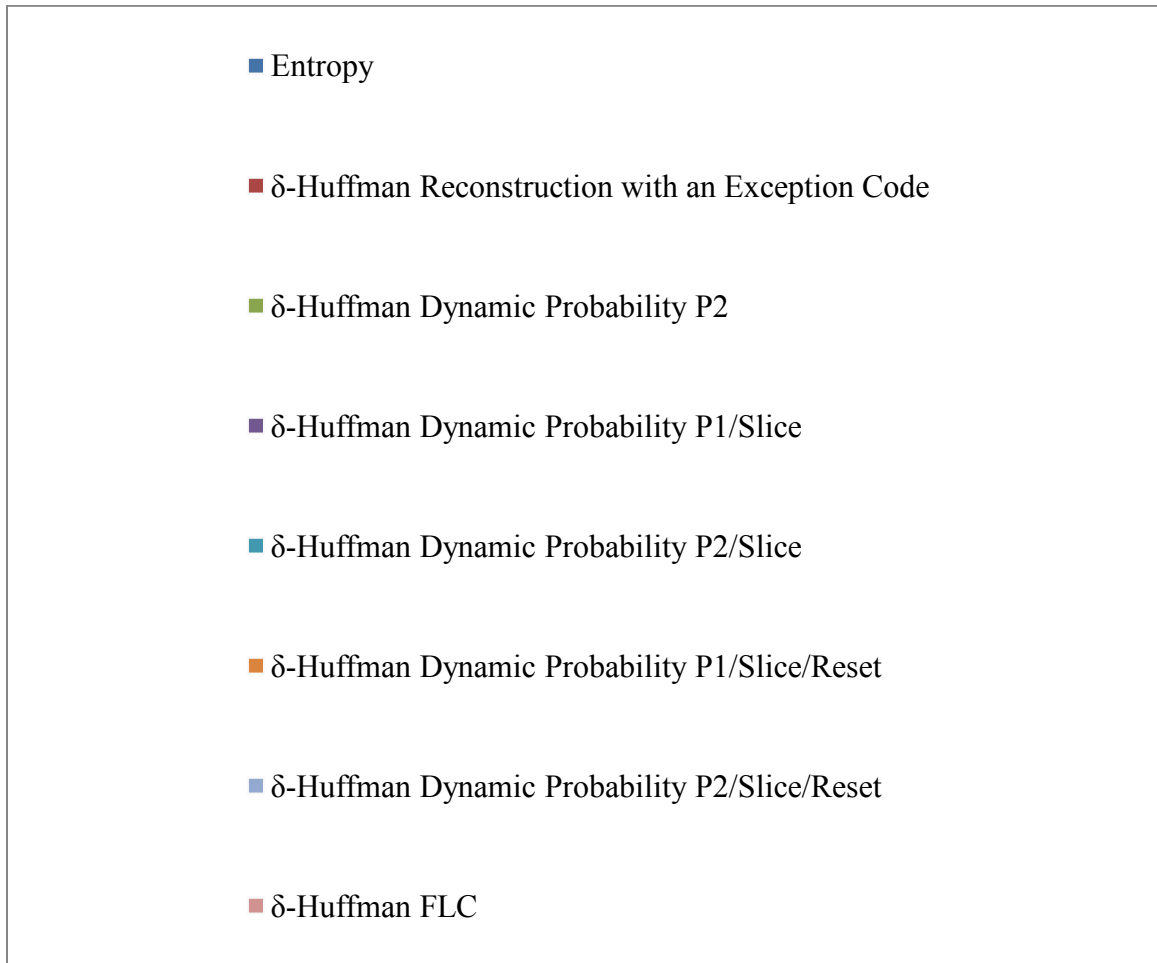 Entropy
δ-Huffman Reconstruction with an Exception Code
δ-Huffman Dynamic Probability P2
δ-Huffman Dynamic Probability P1/Slice
δ-Huffman Dynamic Probability P2/Slice
δ-Huffman Dynamic Probability P1/Slice/Reset
δ-Huffman Dynamic Probability P2/Slice/Reset
δ-Huffman FLC